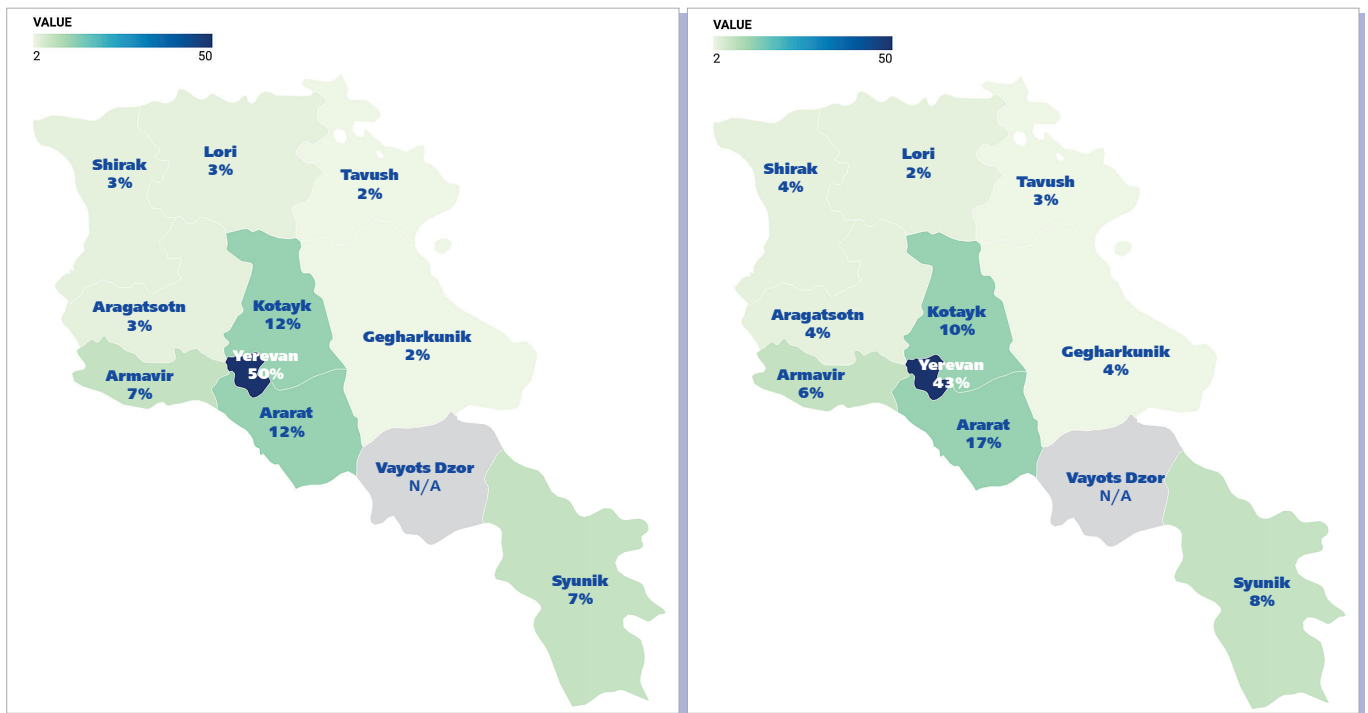 VALUE
2 50
Shirak
3%
Lori
3%
Tavush
2%
Aragatsotn
3%
Kotayk
12%
Gegharkunik
2%
Yerevan
50%
Armavir
7%
Ararat
12%
Vayots Dzor
N/A
Syunik
7%
VALUE
2 50
Shirak
4%
Lori
2%
Tavush
3%
Aragatsotn
4%
Kotayk
10%
Gegharkunik
4%
Yerevan
43%
Armavir
6%
Ararat
17%
Vayots Dzor
N/A
Syunik
8%